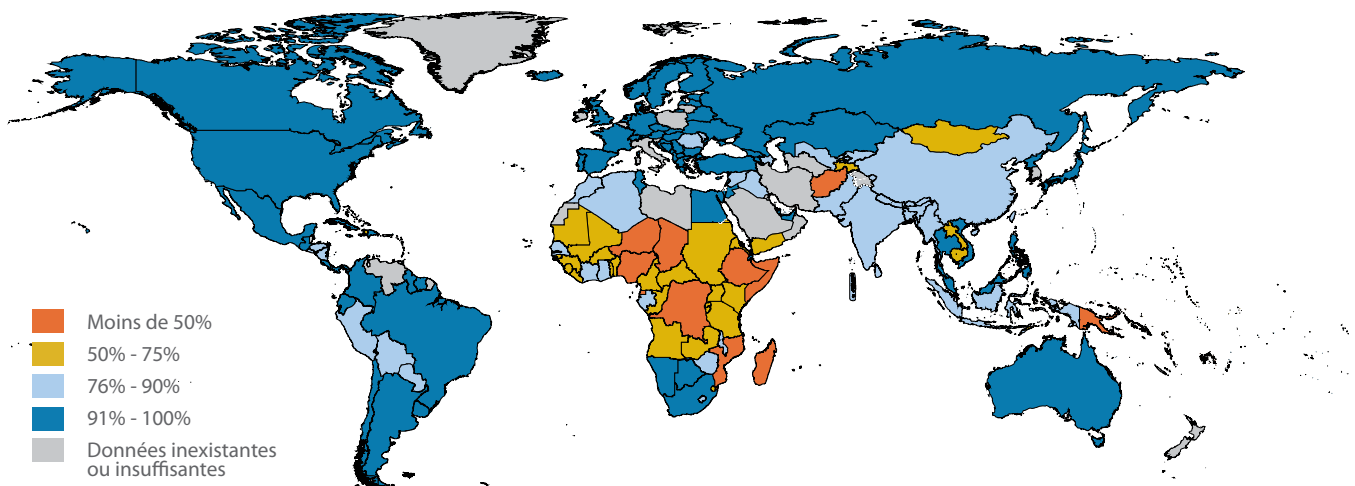 Moins de 50%
50% - 75%
76% - 90%
91% - 100%
Données inexistantes
ou insuffisantes